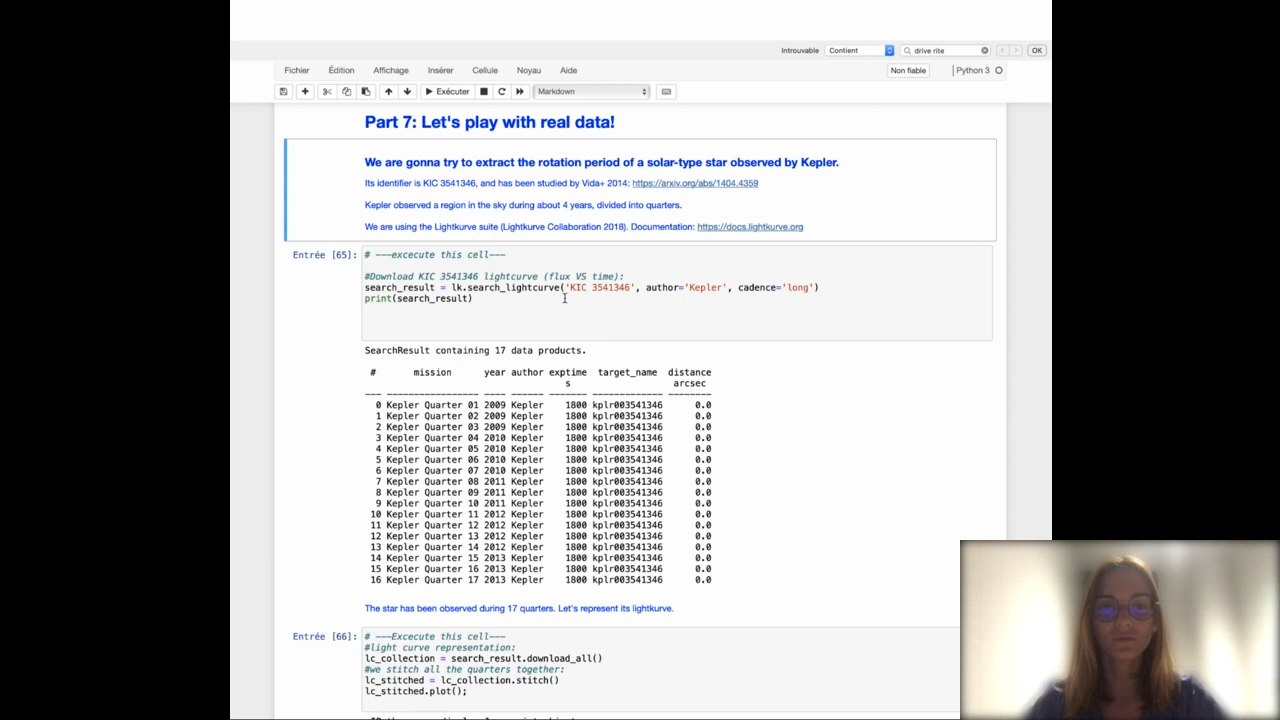 Introuvable Contient drive rite OK
Fichier Édition Affichage Insérer Cellule Noyau Aide Non fiable Python 3
Exécuter Markdown
Part 7: Let's play with real data!
We are gonna try to extract the rotation period of a solar-type star observed by Kepler.
Its identifier is KIC 3541346, and has been studied by Vida+ 2014: https://arxiv.org/abs/1404.4359
Kepler observed a region in the sky during about 4 years, divided into quarters.
We are using the Lightkurve suite (Lightkurve Collaboration 2018). Documentation: https://docs.lightkurve.org
Entrée [65]: # ---excecute this cell---
#Download KIC 3541346 lightcurve (flux VS time):
search_result = lk.search_lightcurve('KIC 3541346', author='Kepler', cadence='long')
print(search_result)
SearchResult containing 17 data products.
# mission year author exptime target_name distance
s arcsec
--- ----------------- ---- ------ ------- ------------- --------
0 Kepler Quarter 01 2009 Kepler 1800 kplr003541346 0.0
1 Kepler Quarter 02 2009 Kepler 1800 kplr003541346 0.0
2 Kepler Quarter 03 2009 Kepler 1800 kplr003541346 0.0
3 Kepler Quarter 04 2010 Kepler 1800 kplr003541346 0.0
4 Kepler Quarter 05 2010 Kepler 1800 kplr003541346 0.0
5 Kepler Quarter 06 2010 Kepler 1800 kplr003541346 0.0
6 Kepler Quarter 07 2010 Kepler 1800 kplr003541346 0.0
7 Kepler Quarter 08 2011 Kepler 1800 kplr003541346 0.0
8 Kepler Quarter 09 2011 Kepler 1800 kplr003541346 0.0
9 Kepler Quarter 10 2011 Kepler 1800 kplr003541346 0.0
10 Kepler Quarter 11 2012 Kepler 1800 kplr003541346 0.0
11 Kepler Quarter 12 2012 Kepler 1800 kplr003541346 0.0
12 Kepler Quarter 13 2012 Kepler 1800 kplr003541346 0.0
13 Kepler Quarter 14 2012 Kepler 1800 kplr003541346 0.0
14 Kepler Quarter 15 2013 Kepler 1800 kplr003541346 0.0
15 Kepler Quarter 16 2013 Kepler 1800 kplr003541346 0.0
16 Kepler Quarter 17 2013 Kepler 1800 kplr003541346 0.0
The star has been observed during 17 quarters. Let's represent its lightkurve.
Entrée [66]: # ---Excecute this cell---
#light curve representation:
lc_collection = search_result.download_all()
#we stitch all the quarters together:
lc_stitched = lc_collection.stitch()
lc_stitched.plot();